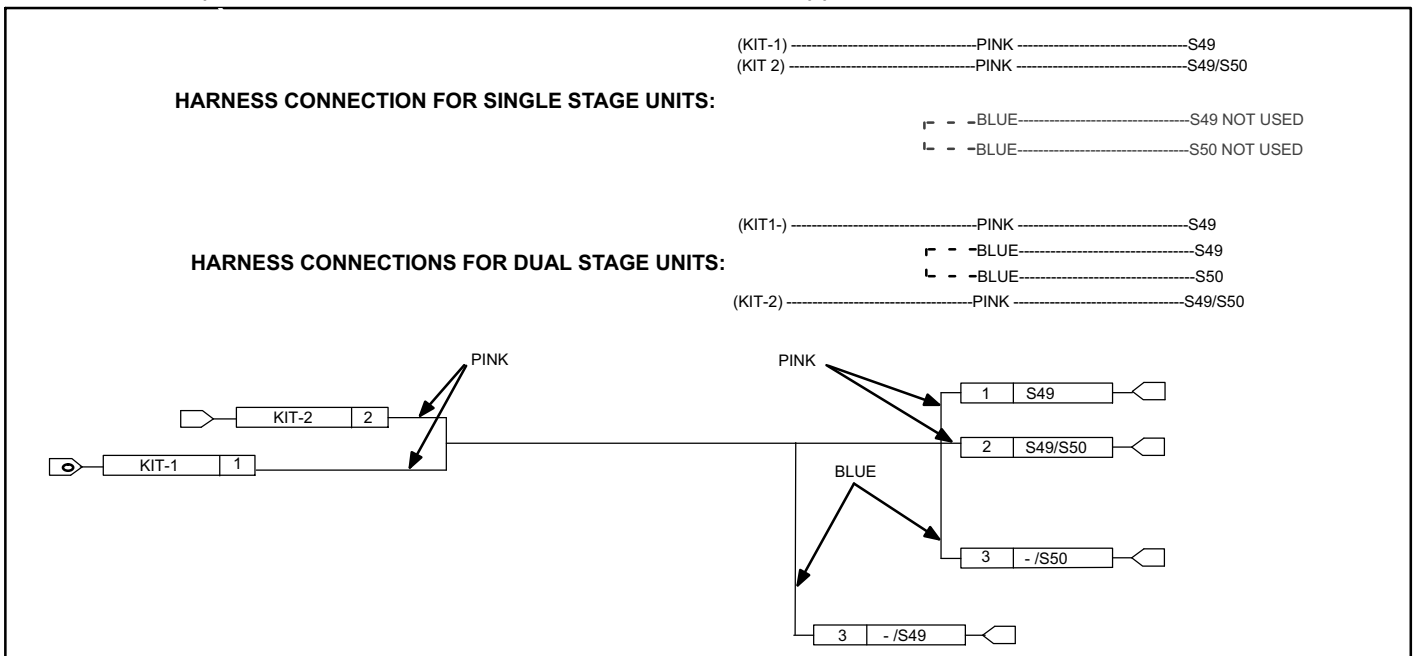 (KIT-1) ------------------------------------PINK ---------------------------------S49
(KIT 2) ------------------------------------PINK ---------------------------------S49/S50
HARNESS CONNECTION FOR SINGLE STAGE UNITS:
BLUE---------------------------------S49 NOT USED
BLUE---------------------------------S50 NOT USED
(KIT1-) ------------------------------------PINK ---------------------------------S49
BLUE----------------------------------S49
HARNESS CONNECTIONS FOR DUAL STAGE UNITS:
BLUE----------------------------------S50
(KIT-2) ------------------------------------PINK ---------------------------------S49/S50
PINK PINK
1 S49
KIT-2 2
2 S49/S50
KIT-1 1
BLUE
3 - /S50
3 - /S49